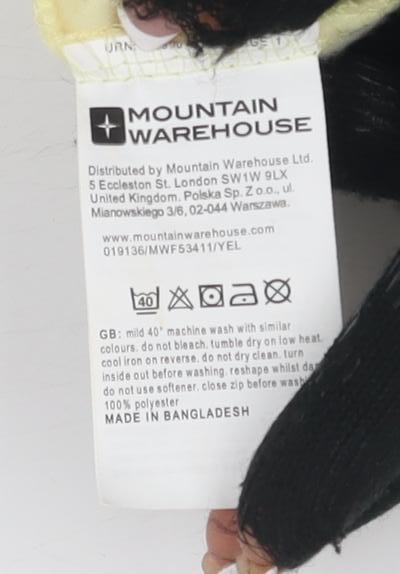 URN:
MOUNTAIN
WAREHOUSE
Distributed by Mountain Warehouse Ltd.
5 Eccleston St. London SW1W 9LX
United Kingdom. Polska Sp. Z o.o., ul.
Mianowskiego 3/6, 02-044 Warszawa.
www.mountainwarehouse.com
019136/MWF53411/YEL
40
GB: mild 40° machine wash with similar
colours. do not bleach. tumble dry on low heat.
cool iron on reverse. do not dry clean. turn
inside out before washing. reshape whilst
do not use softener. close zip before
100% polyester
MADE IN BANGLADESH